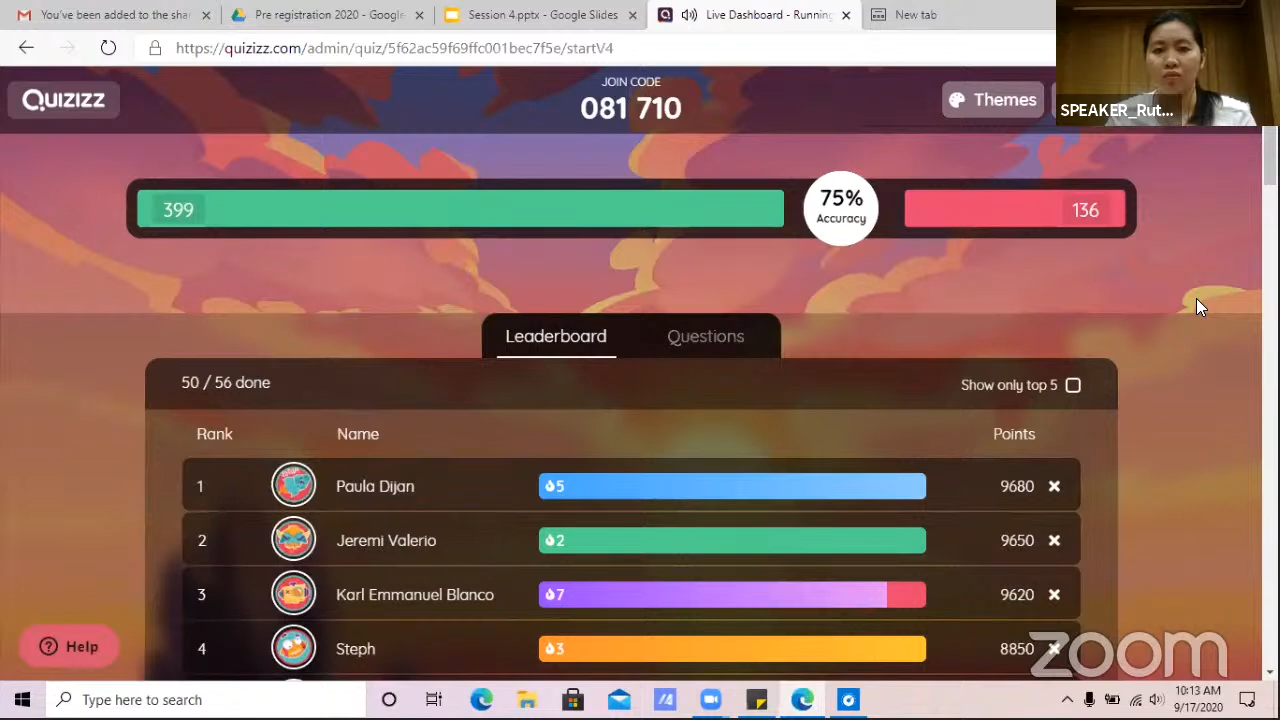 You've been added to the shar
Pre registration 2020 - Google
Session 4.pptx - Google Slides
Live Dashboard - Running
New tab
https://quizizz.com/admin/quiz/5f62ac59f69ffc001bec7f5e/startV4
SPEAKER_Rut...
Quizizz
JOIN CODE
081 710
Themes
399
75%
Accuracy
136
Leaderboard
Questions
50 / 56 done
Show only top 5
Rank
Name
Points
1 Paula Dijan 5 9680
2 Jeremi Valerio 2 9650
3 Karl Emmanuel Blanco 7 9620
4 Steph 3 8850
Help
zoom
Type here to search
10:13 AM
9/17/2020